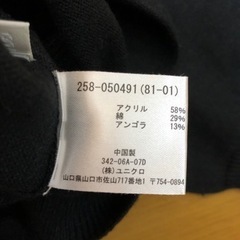 258-050491(81-01)
アクリル 58%
綿 29%
アンゴラ 13%
中国製
342-06A-07D
(株)ユニクロ
山口県山口市佐山717番地1 〒754-0894